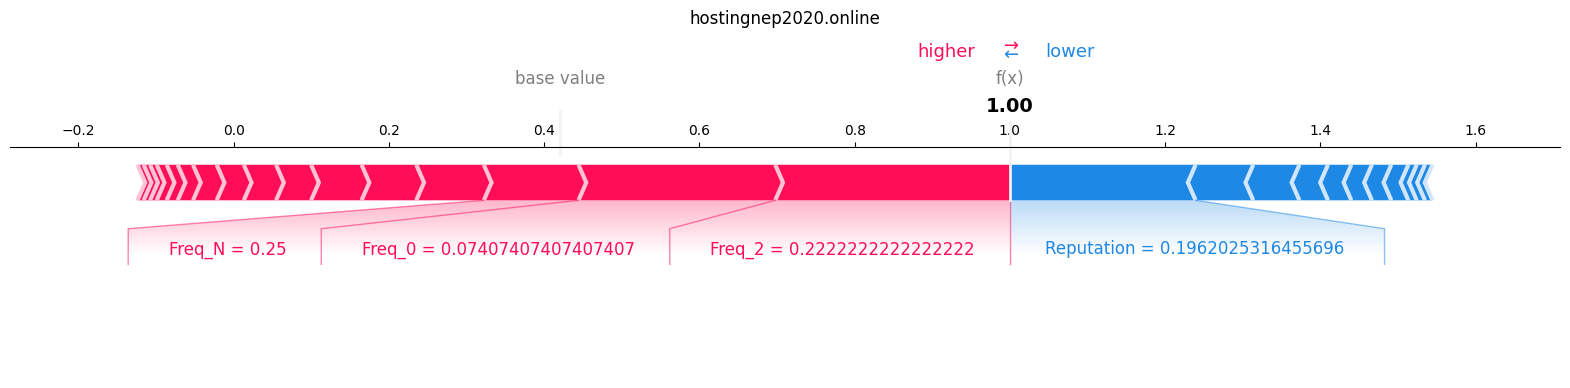 hostingnep2020.online
higher ⇄ lower
base value f(x)
1.00
−0.2 0.0 0.2 0.4 0.6 0.8 1.0 1.2 1.4 1.6
Freq_N = 0.25 Freq_0 = 0.07407407407407407 Freq_2 = 0.2222222222222222 Reputation = 0.1962025316455696